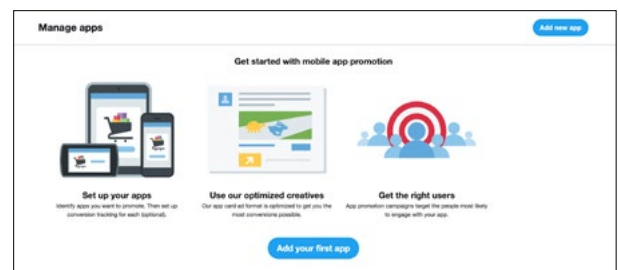 Manage apps
Add new app
Get started with mobile app promotion
Set up your apps
Identify apps you want to promote. Then set up
conversion tracking for each (optional).
Use our optimized creatives
Our app card ad format is optimized to get you the
most conversions possible.
Get the right users
App promotion campaigns target the people most likely
to engage with your app.
Add your first app